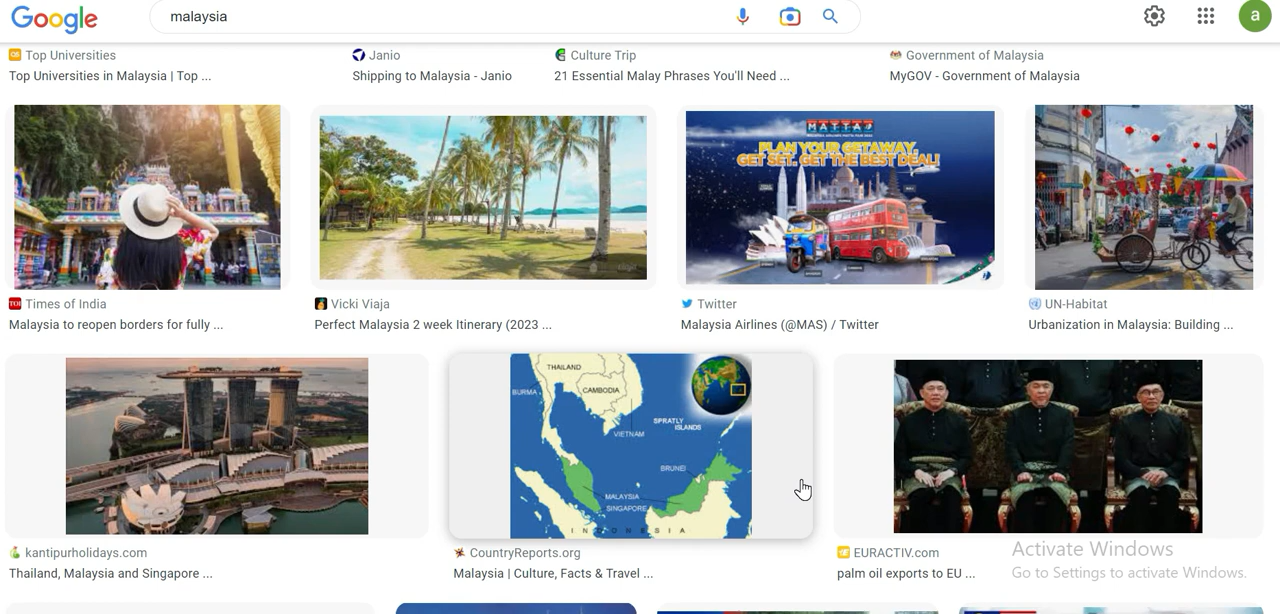 Google
malaysia
a
Top Universities
Top Universities in Malaysia | Top ...
Janio
Shipping to Malaysia - Janio
Culture Trip
21 Essential Malay Phrases You'll Need ...
Government of Malaysia
MyGOV - Government of Malaysia
MATTA
PLAN YOUR GETAWAY,
GET SET. GET THE BEST DEAL!
TOI
Times of India
Malaysia to reopen borders for fully ...
Vicki Viaja
Perfect Malaysia 2 week Itinerary (2023 ...
Twitter
Malaysia Airlines (@MAS) / Twitter
UN-Habitat
Urbanization in Malaysia: Building ...
THAILAND
BURMA
CAMBODIA
SPRATLY
ISLANDS
VIETNAM
BRUNEI
MALAYSIA
SINGAPORE
INDONESIA
kantipurholidays.com
Thailand, Malaysia and Singapore ...
CountryReports.org
Malaysia | Culture, Facts & Travel ...
EURACTIV.com
palm oil exports to EU ...
Activate Windows
Go to Settings to activate Windows.